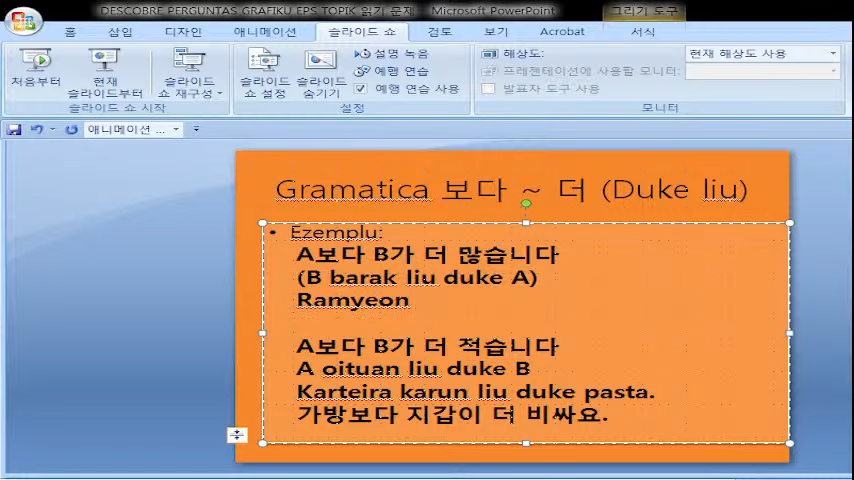 DESCOBRE PERGUNTAS GRAFIKU EPS TOPIK 읽기 문제 - Microsoft PowerPoint
그리기 도구
홈 삽입 디자인 애니메이션 슬라이드 쇼 검토 보기 Acrobat 서식
설명 녹음
해상도: 현재 해상도 사용
예행 연습
프레젠테이션에 사용할 모니터:
처음부터
현재 슬라이드부터
슬라이드 쇼 재구성
슬라이드 쇼 설정
슬라이드 숨기기
예행 연습 사용
발표자 도구 사용
슬라이드 쇼 시작 설정 모니터
애니메이션 ...
Gramatica 보다 ~ 더 (Duke liu)
• Ezemplu:
A보다 B가 더 많습니다
(B barak liu duke A)
Ramyeon
A보다 B가 더 적습니다
A oituan liu duke B
Karteira karun liu duke pasta.
가방보다 지갑이 더 비싸요.